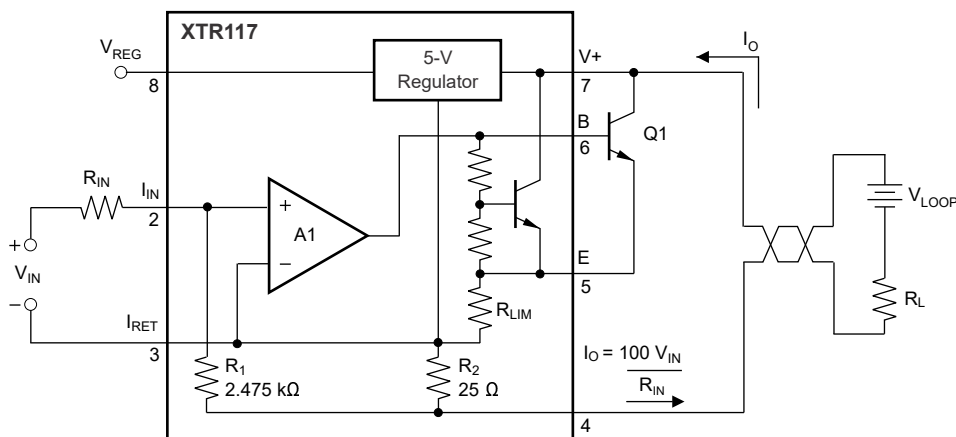 XTR117
V_REG
8
5-V
Regulator
V+
7
I_O
B
6
Q1
R_IN
I_IN
2
+
A1
−
+
V_IN
−
V_LOOP
E
5
R_LIM
R_L
I_RET
3
R_1
2.475 kΩ
R_2
25 Ω
I_O = 100 V_IN
R_IN
4